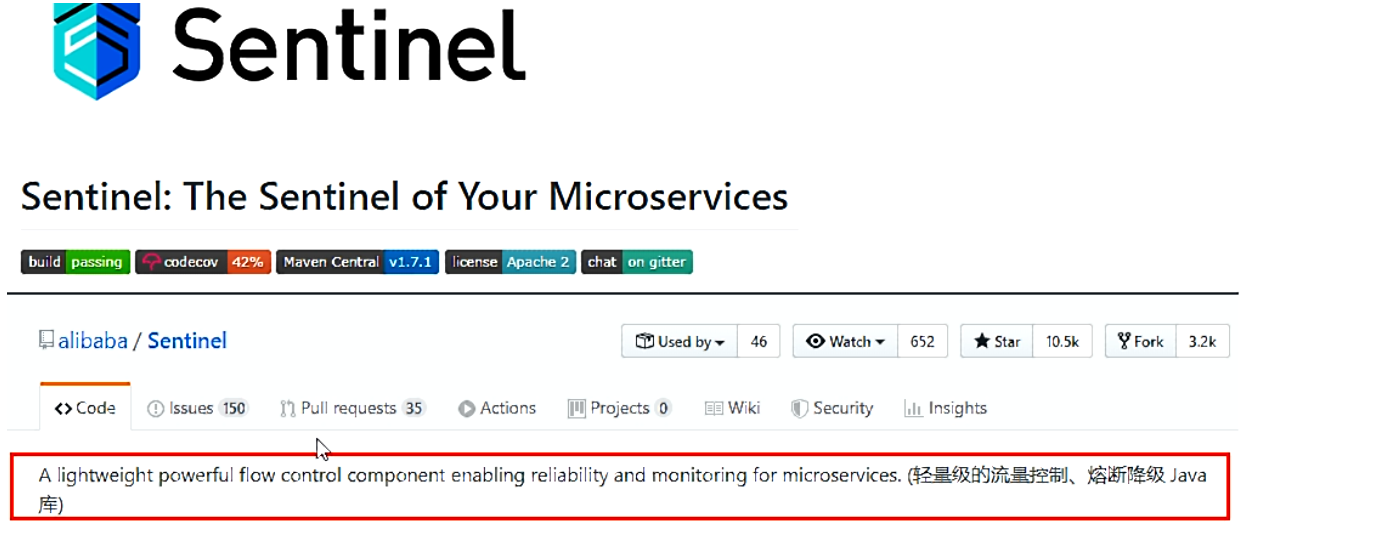 Sentinel
Sentinel: The Sentinel of Your Microservices
build passing codecov 42% Maven Central v1.7.1 license Apache 2 chat on gitter
alibaba / Sentinel Used by 46 Watch 652 Star 10.5k Fork 3.2k
Code Issues 150 Pull requests 35 Actions Projects 0 Wiki Security Insights
A lightweight powerful flow control component enabling reliability and monitoring for microservices. (轻量级的流量控制、熔断降级 Java
库)